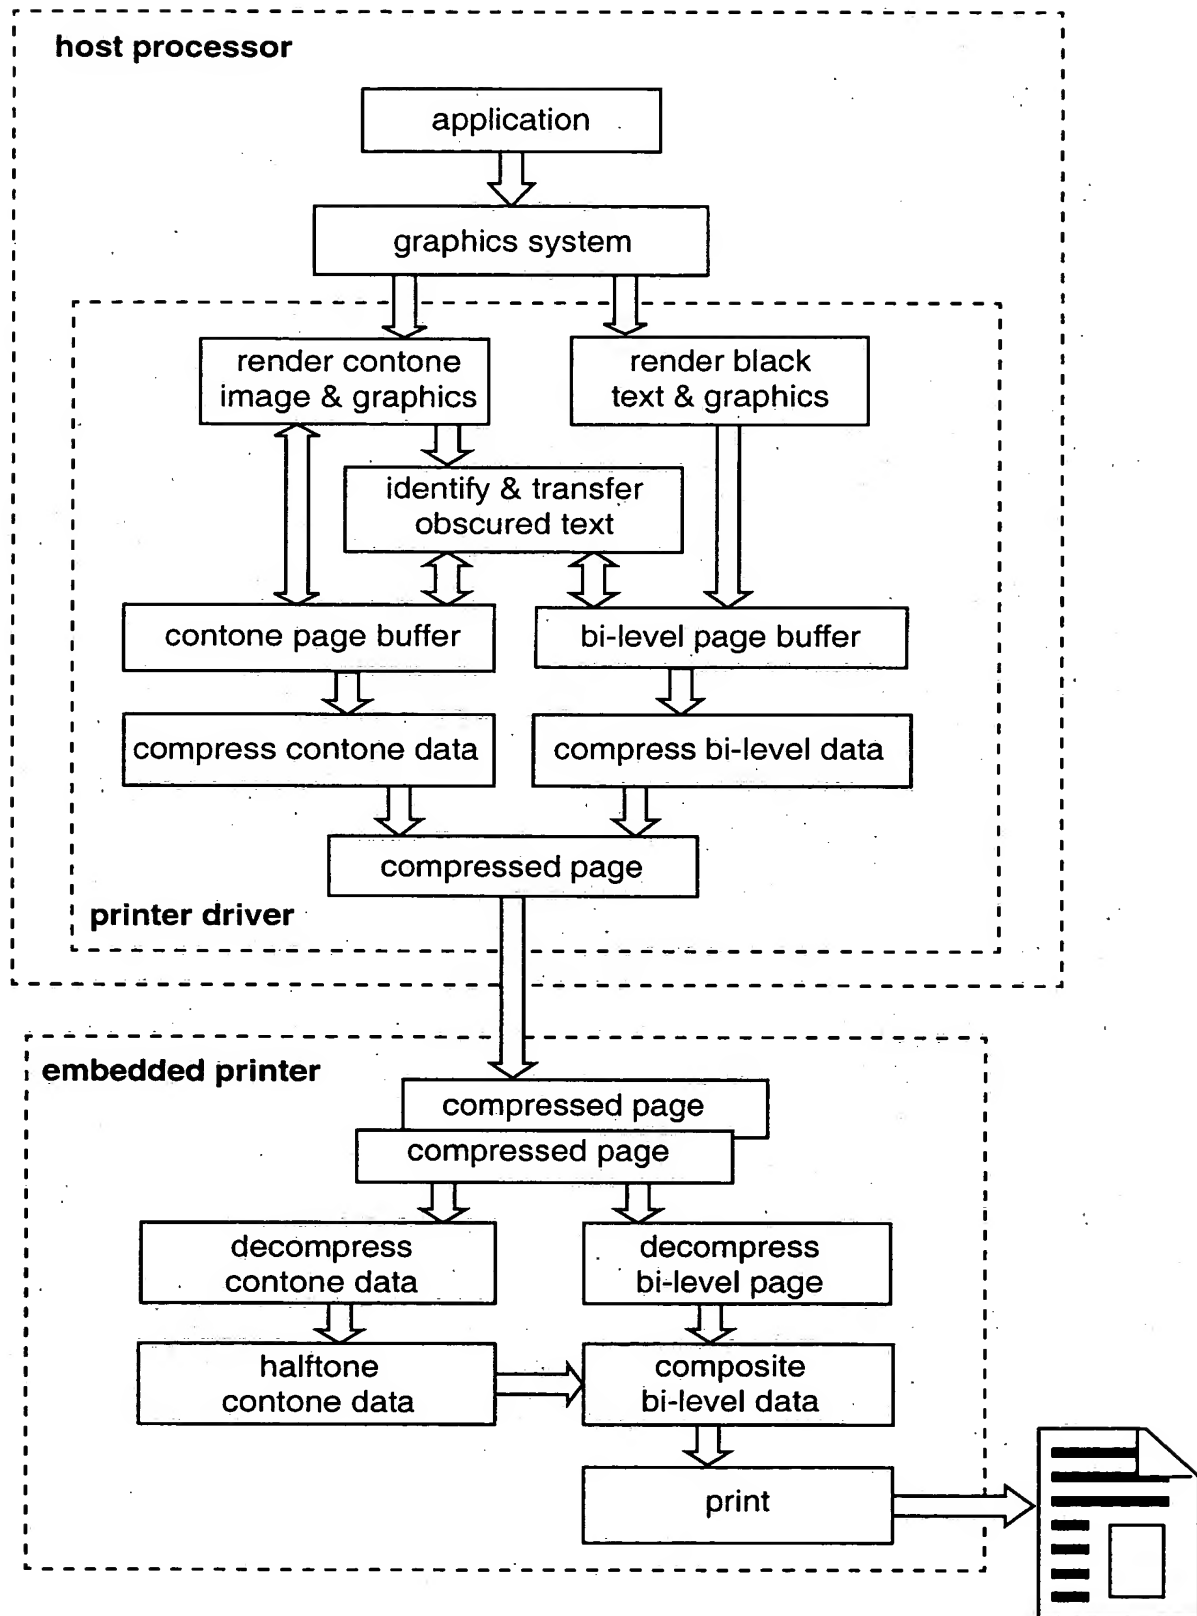 host processor
application
graphics system
render contone
image & graphics
render black
text & graphics
identify & transfer
obscured text
contone page buffer
bi-level page buffer
compress contone data
compress bi-level data
compressed page
printer driver
embedded printer
compressed page
compressed page
decompress
contone data
decompress
bi-level page
halftone
contone data
composite
bi-level data
print